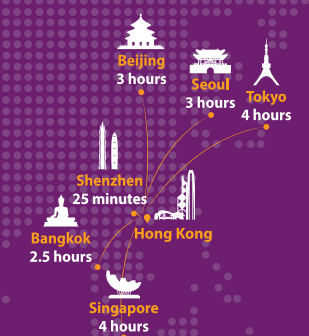 Beijing
3 hours
Seoul
3 hours
Tokyo
4 hours
Shenzhen
25 minutes
Hong Kong
Bangkok
2.5 hours
Singapore
4 hours